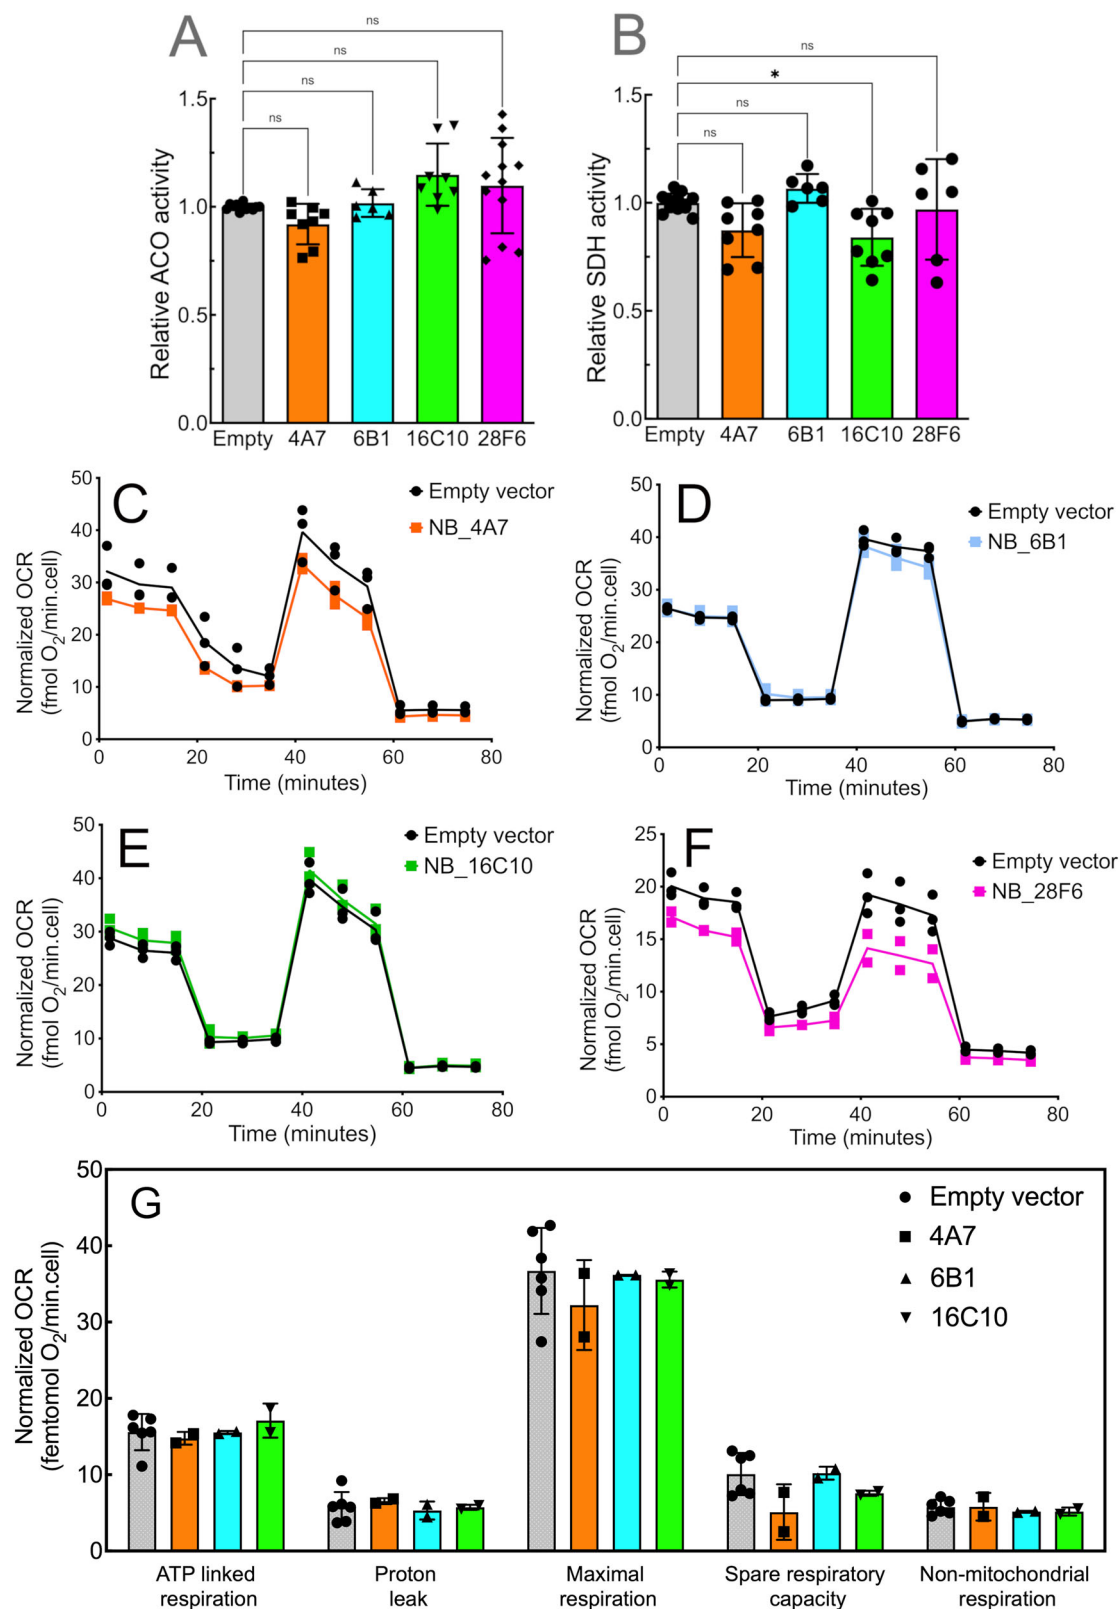 A
ns
ns
ns
ns
Relative ACO activity
1.5
1.0
0.5
0.0
Empty 4A7 6B1 16C10 28F6
B
ns
*
ns
ns
Relative SDH activity
1.5
1.0
0.5
0.0
Empty 4A7 6B1 16C10 28F6
C
Empty vector
NB_4A7
Normalized OCR
(fmol O2/min.cell)
50
40
30
20
10
0
0 20 40 60 80
Time (minutes)
D
Empty vector
NB_6B1
Normalized OCR
(fmol O2/min.cell)
50
40
30
20
10
0
0 20 40 60 80
Time (minutes)
E
Empty vector
NB_16C10
Normalized OCR
(fmol O2/min.cell)
50
40
30
20
10
0
0 20 40 60 80
Time (minutes)
F
Empty vector
NB_28F6
Normalized OCR
(fmol O2/min.cell)
25
20
15
10
5
0
0 20 40 60 80
Time (minutes)
G
Empty vector
4A7
6B1
16C10
Normalized OCR
(femtomol O2/min.cell)
50
40
30
20
10
0
ATP linked
respiration
Proton
leak
Maximal
respiration
Spare respiratory
capacity
Non-mitochondrial
respiration